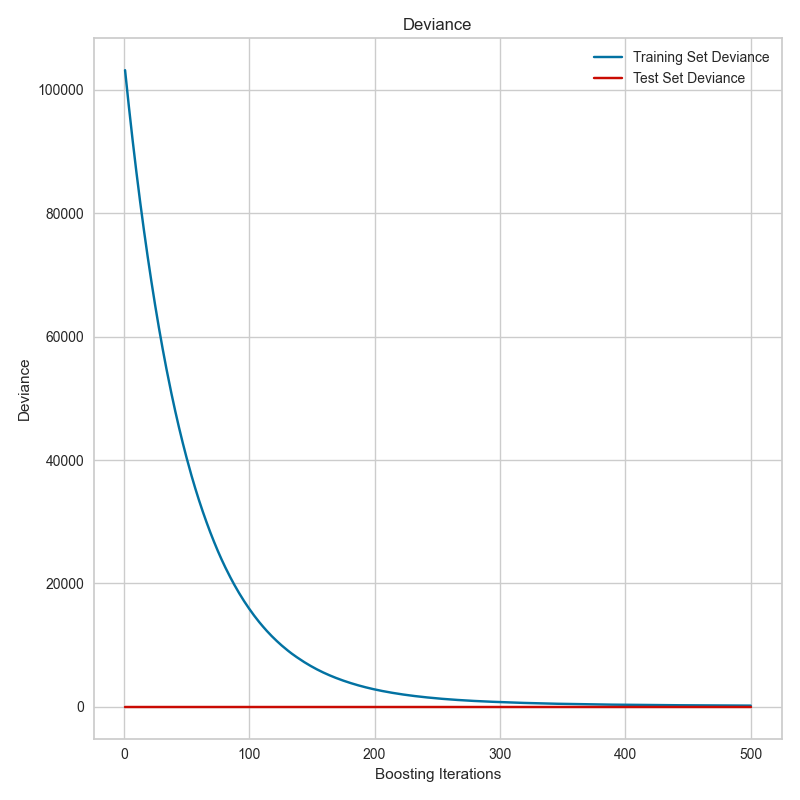 Deviance
Training Set Deviance
Test Set Deviance
100000
80000
60000
40000
20000
0
Deviance
0 100 200 300 400 500
Boosting Iterations